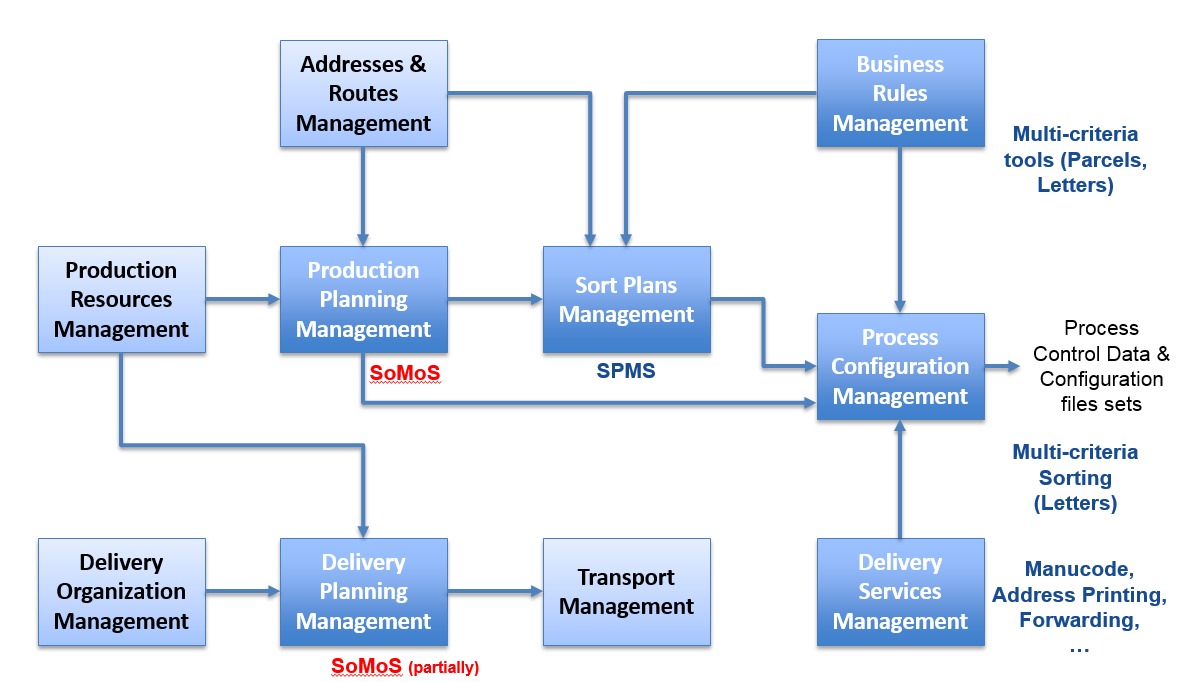 Addresses &
Routes
Management
Business
Rules
Management
Multi-criteria
tools (Parcels,
Letters)
Production
Resources
Management
Production
Planning
Management
SoMoS
Sort Plans
Management
SPMS
Process
Configuration
Management
Process
Control Data &
Configuration
files sets
Multi-criteria
Sorting
(Letters)
Delivery
Organization
Management
Delivery
Planning
Management
SoMoS (partially)
Transport
Management
Delivery
Services
Management
Manucode,
Address Printing,
Forwarding,
...